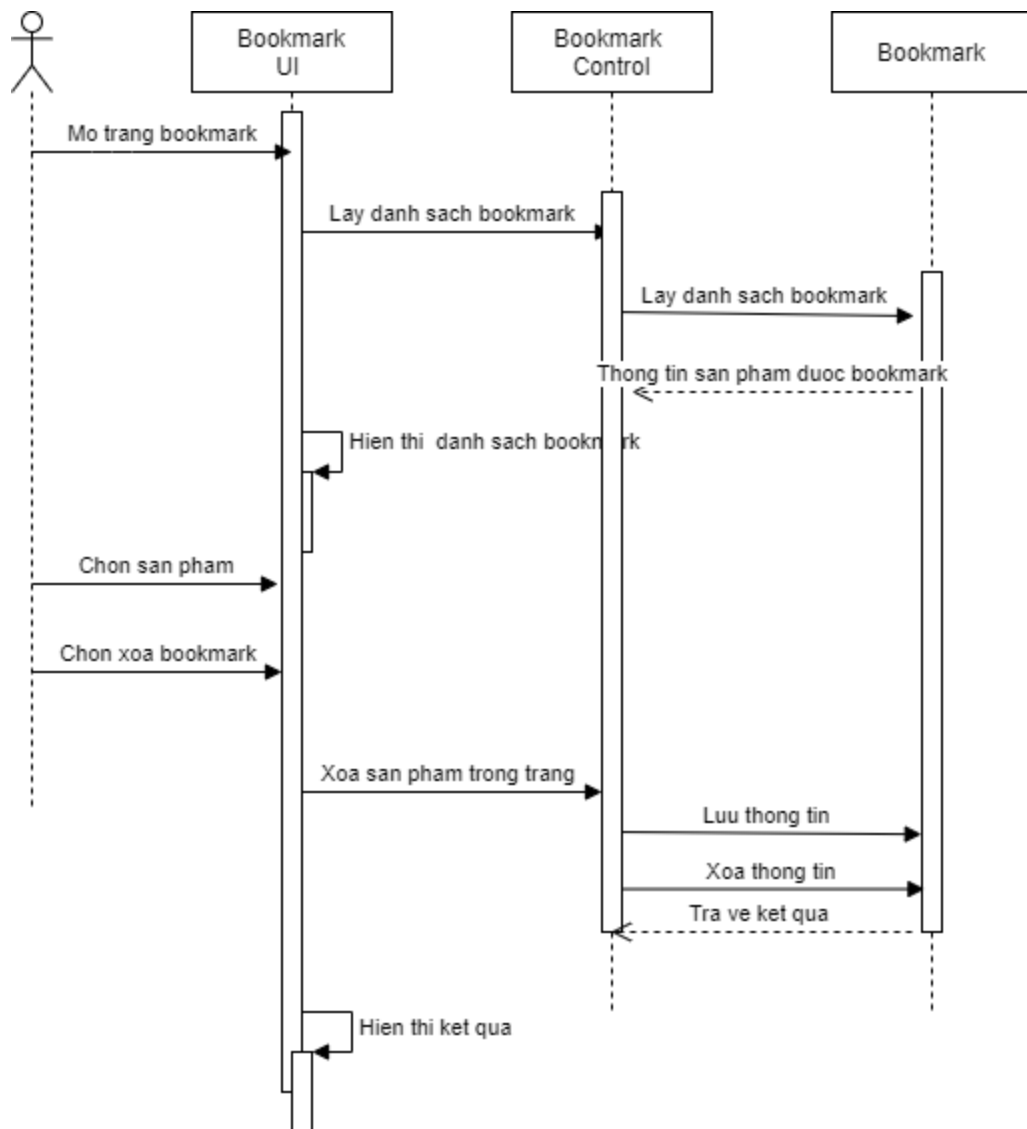 Bookmark
UI
Bookmark
Control
Bookmark
Mo trang bookmark
Lay danh sach bookmark
Lay danh sach bookmark
Thong tin san pham duoc bookmark
Hien thi danh sach bookmark
Chon san pham
Chon xoa bookmark
Xoa san pham trong trang
Luu thong tin
Xoa thong tin
Tra ve ket qua
Hien thi ket qua